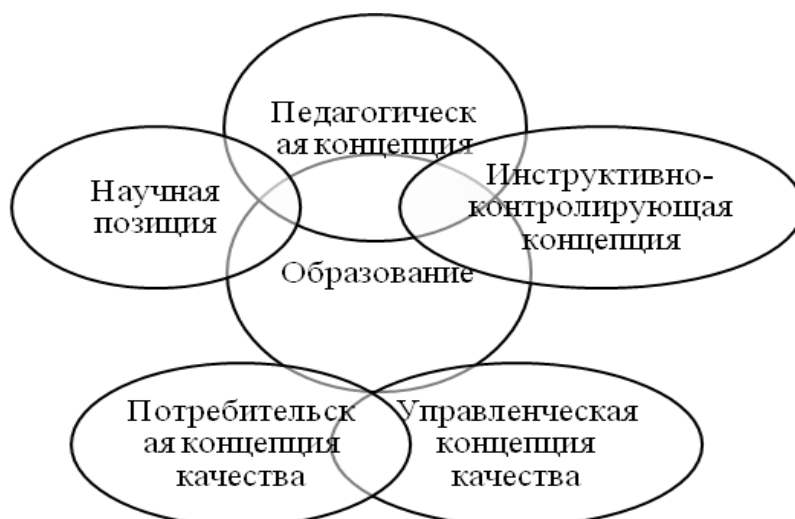 Педагогическ
ая концепция
Научная
позиция
Инструктивно-
контролирующая
концепция
Образование
Потребительск
ая концепция
качества
Управленческая
концепция
качества